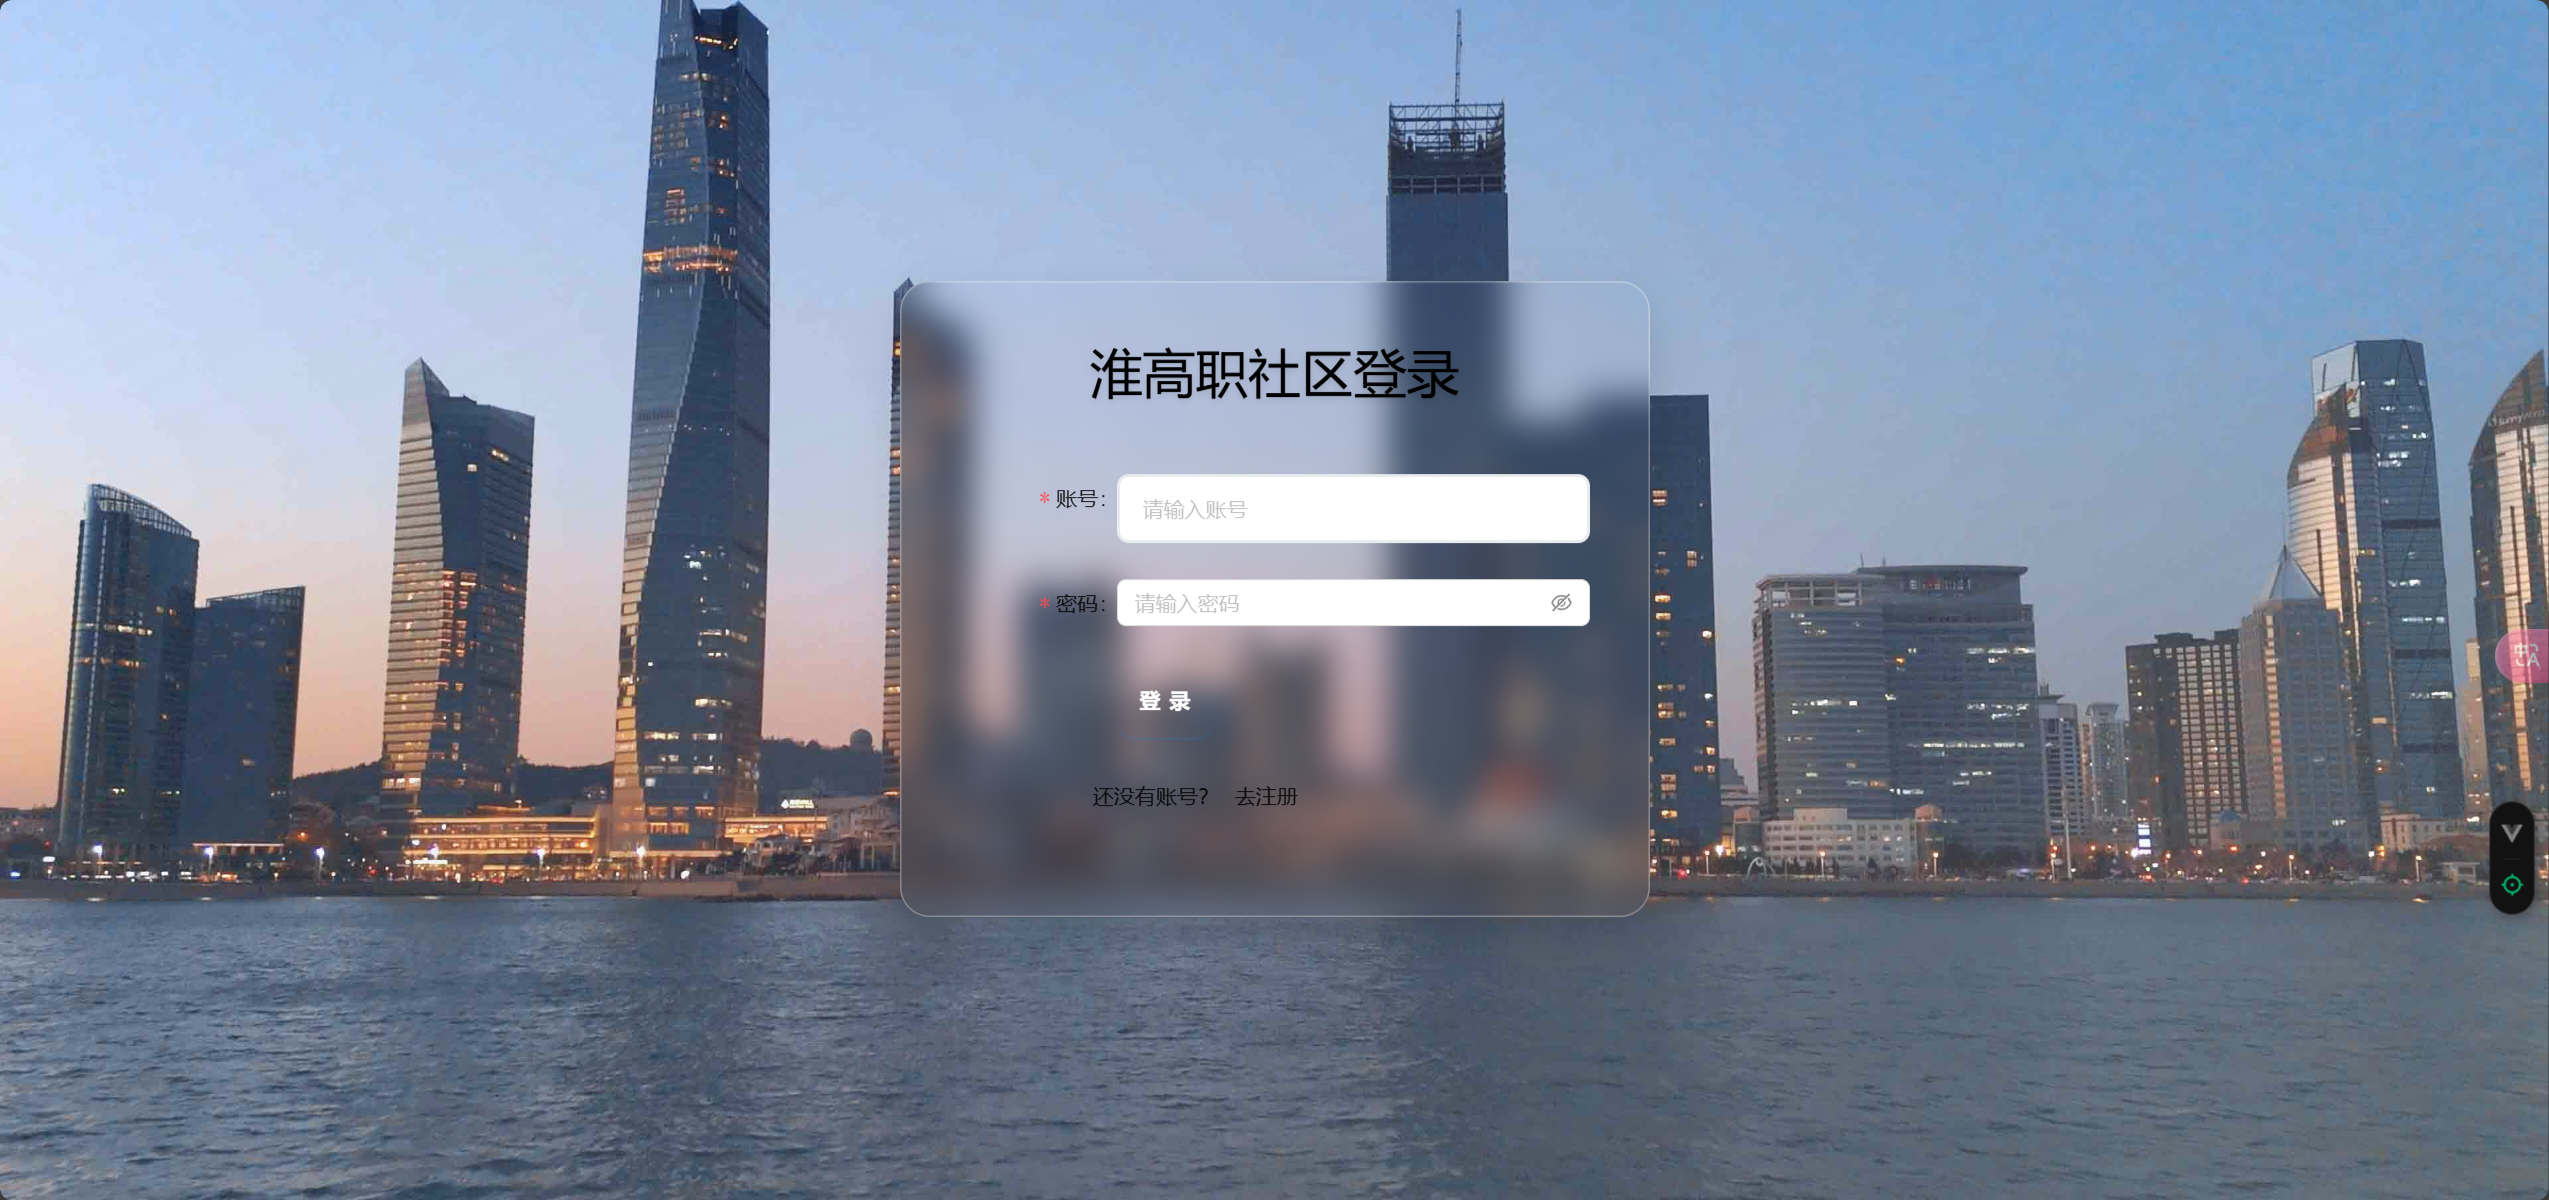 淮高职社区登录
* 账号：
请输入账号
* 密码：
请输入密码
登 录
还没有账号？ 去注册